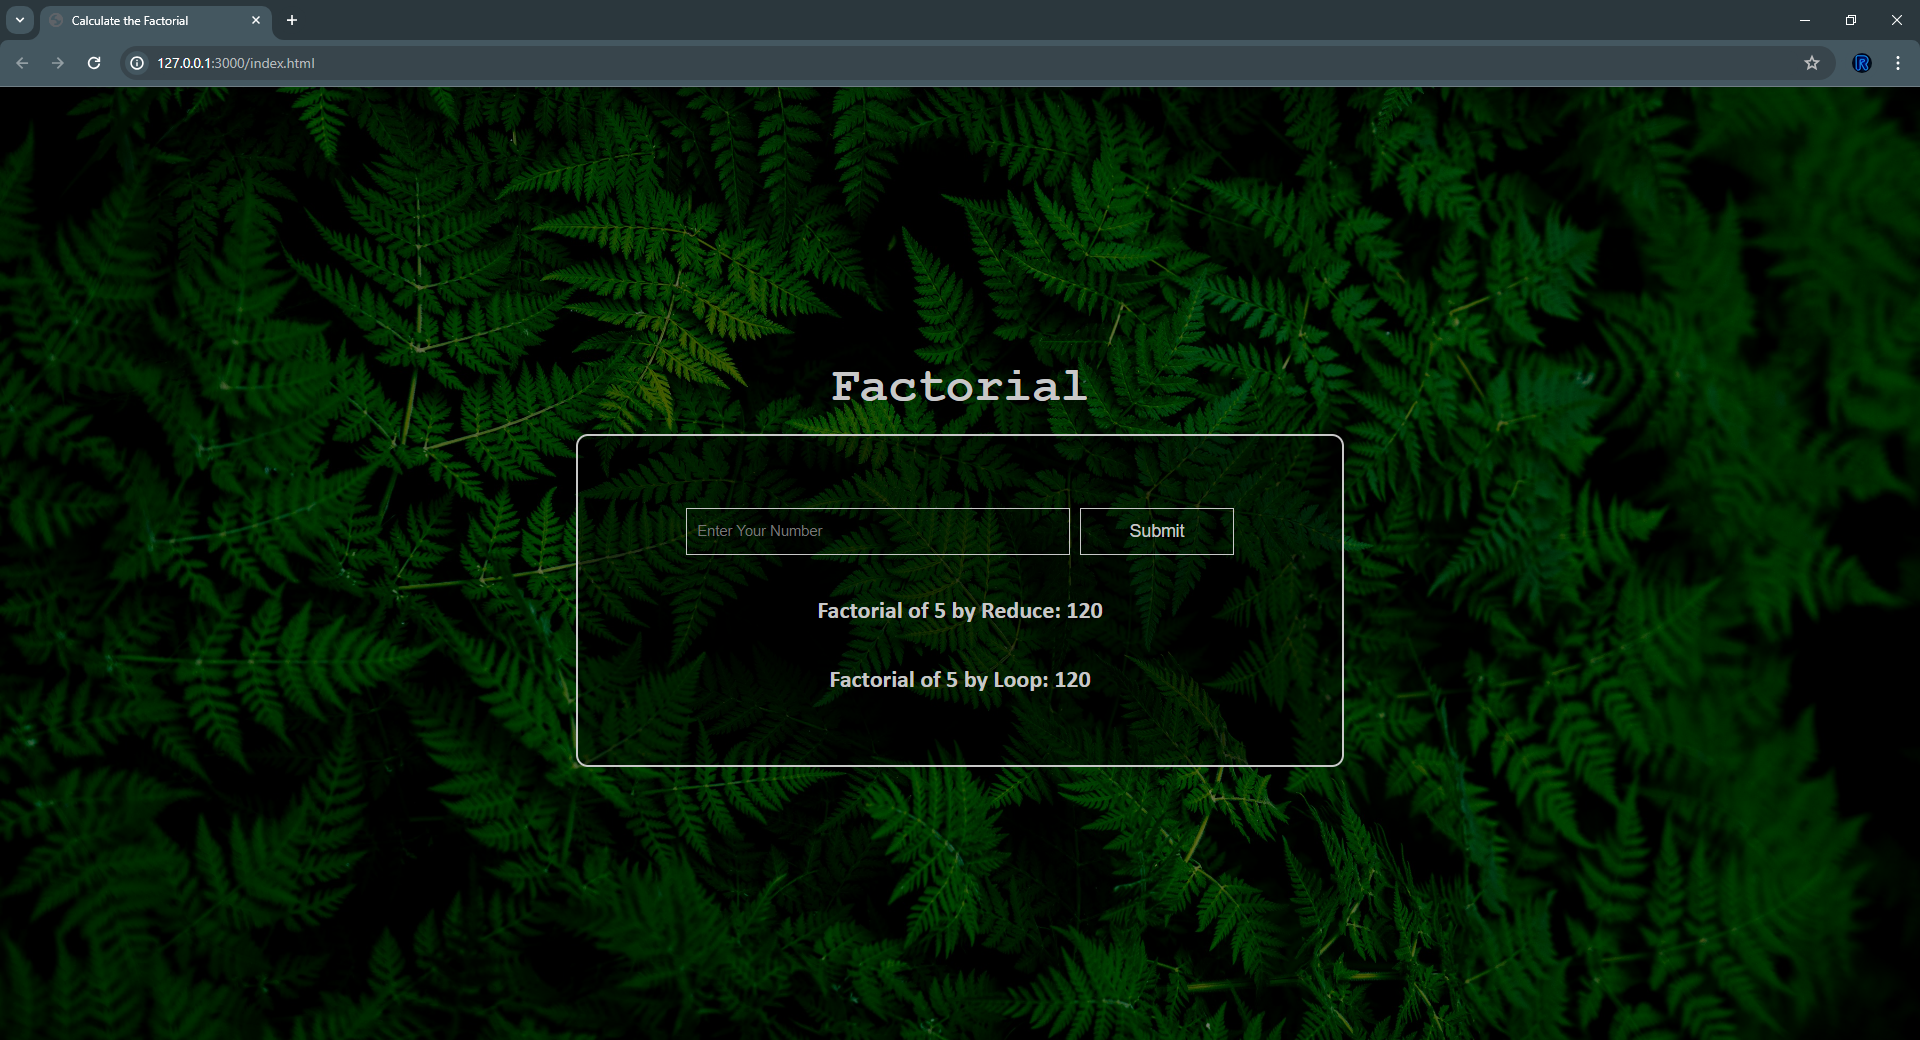 Calculate the Factorial
127.0.0.1:3000/index.html
R
Factorial
Enter Your Number
Submit
Factorial of 5 by Reduce: 120
Factorial of 5 by Loop: 120